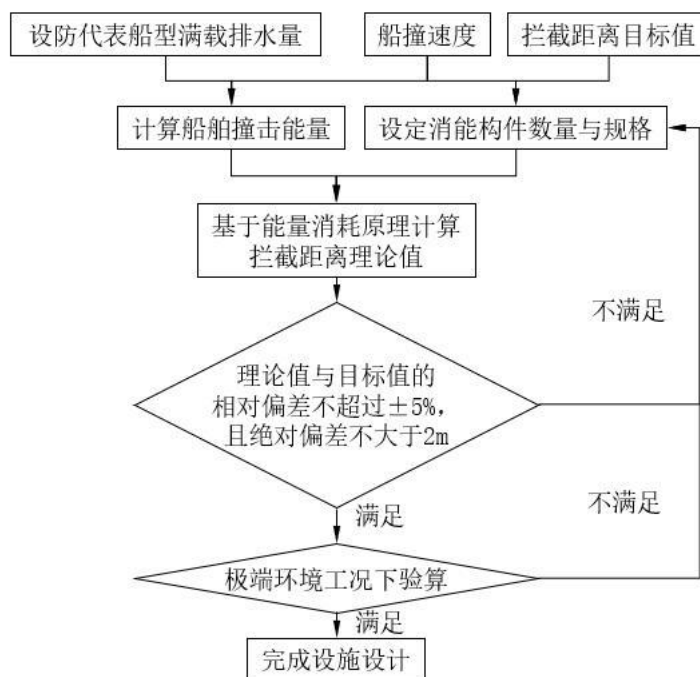 设防代表船型满载排水量
船撞速度
拦截距离目标值
计算船舶撞击能量
设定消能构件数量与规格
基于能量消耗原理计算
拦截距离理论值
不满足
理论值与目标值的
相对偏差不超过±5%，
且绝对偏差不大于2m
不满足
满足
极端环境工况下验算
满足
完成设施设计